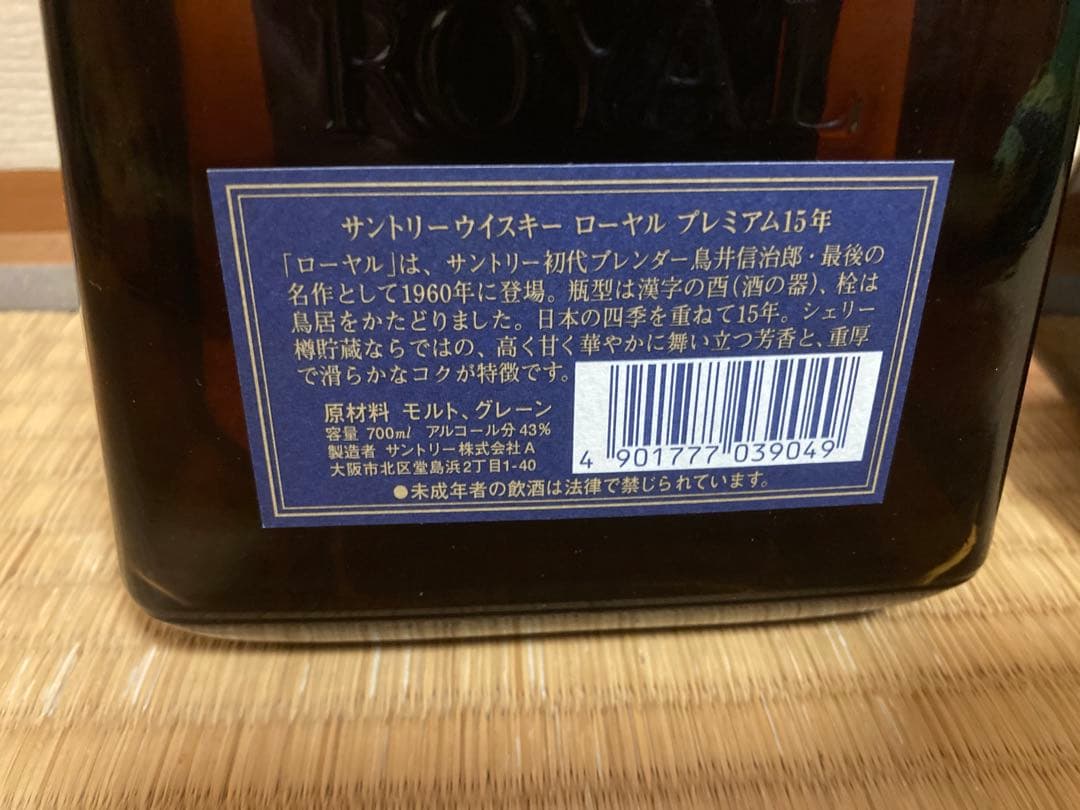 ROYAL
サントリーウイスキー ローヤル プレミアム15年
「ローヤル」は、サントリー初代ブレンダー鳥井信治郎・最後の
名作として1960年に登場。瓶型は漢字の酉(酒の器)、栓は
鳥居をかたどりました。日本の四季を重ねて15年。シェリー
樽貯蔵ならではの、高く甘く華やかに舞い立つ芳香と、重厚
で滑らかなコクが特徴です。
原材料 モルト、グレーン
容量 700ml アルコール分43%
製造者 サントリー株式会社A
大阪市北区堂島浜2丁目1-40
4 901777 039049
●未成年者の飲酒は法律で禁じられています。